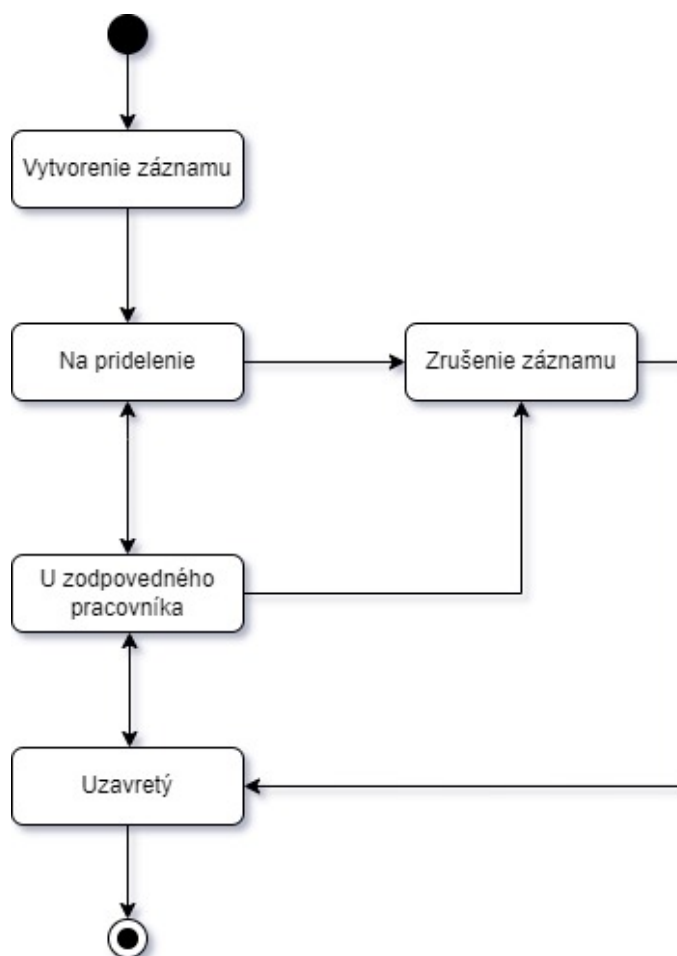 Vytvorenie záznamu
Na pridelenie
Zrušenie záznamu
U zodpovedného
pracovníka
Uzavretý